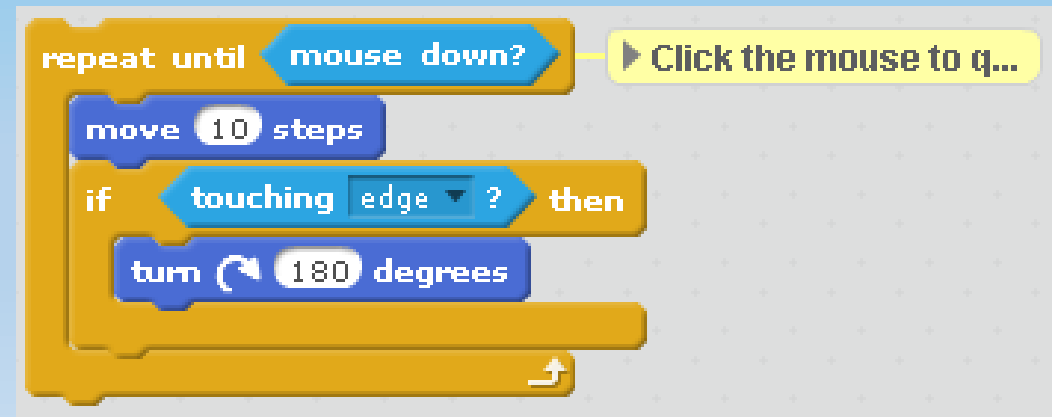 repeat until mouse down? Click the mouse to q...
move 10 steps
if touching edge ? then
turn 180 degrees